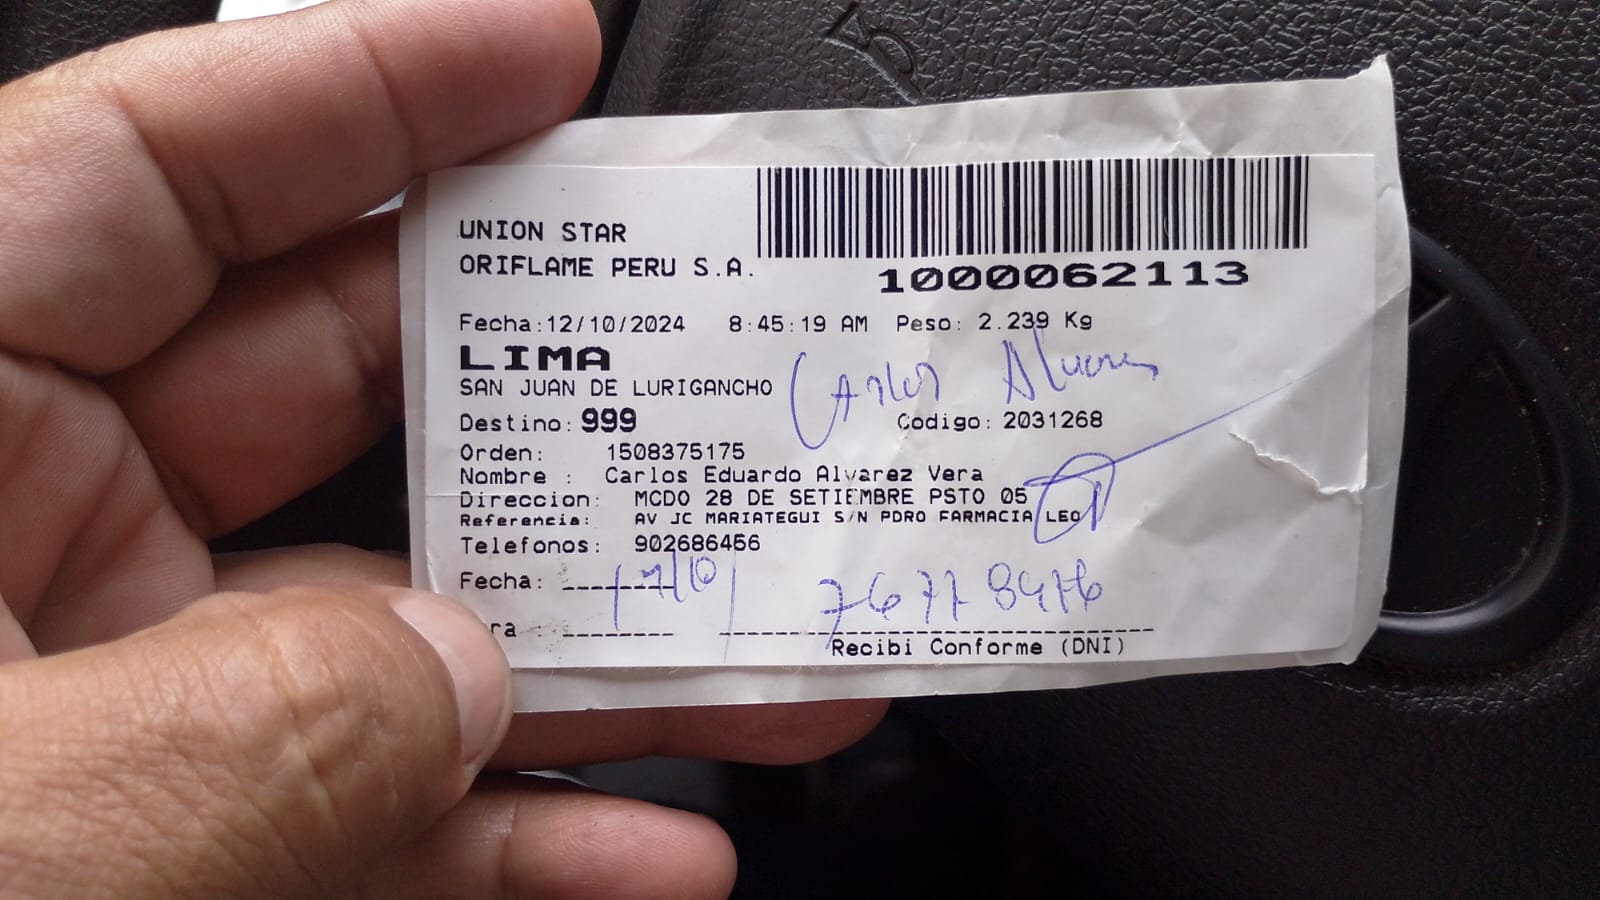 UNION STAR
ORIFLAME PERU S.A.
1000062113
Fecha:12/10/2024 8:45:19 AM Peso: 2.239 Kg
LIMA
SAN JUAN DE LURIGANCHO
Carlos Alvarez
Destino: 999 Codigo: 2031268
Orden: 1508375175
Nombre : Carlos Eduardo Alvarez Vera
Direccion: MCDO 28 DE SETIEMBRE PSTO 05
Referencia: AV JC MARIATEGUI S/N PDRO FARMACIA LEO
Telefonos: 902686456
Fecha:
ra :
Recibi Conforme (DNI)